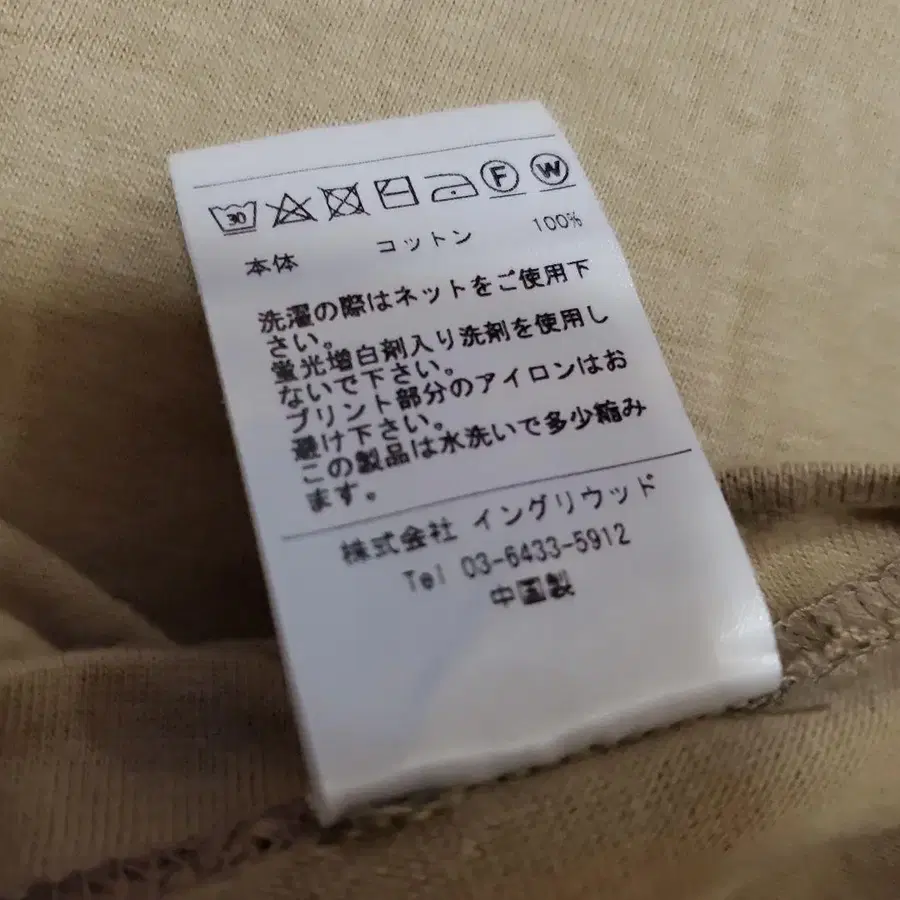 30 F W
本体 コットン 100%
洗濯の際はネットをご使用下
さい。
蛍光増白剤入り洗剤を使用し
ないで下さい。
プリント部分のアイロンはお
避け下さい。
この製品は水洗いで多少縮み
ます。
株式会社 イングリウッド
Tel 03-6433-5912
中国製